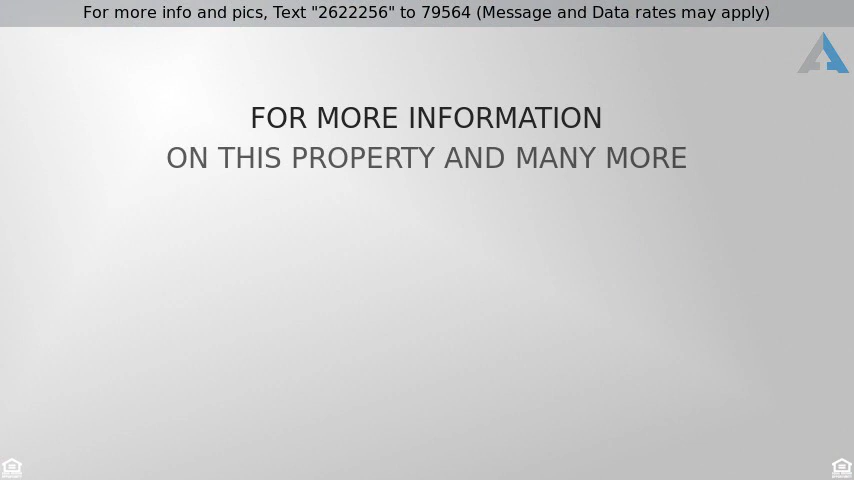 For more info and pics, Text "2622256" to 79564 (Message and Data rates may apply)
FOR MORE INFORMATION
ON THIS PROPERTY AND MANY MORE